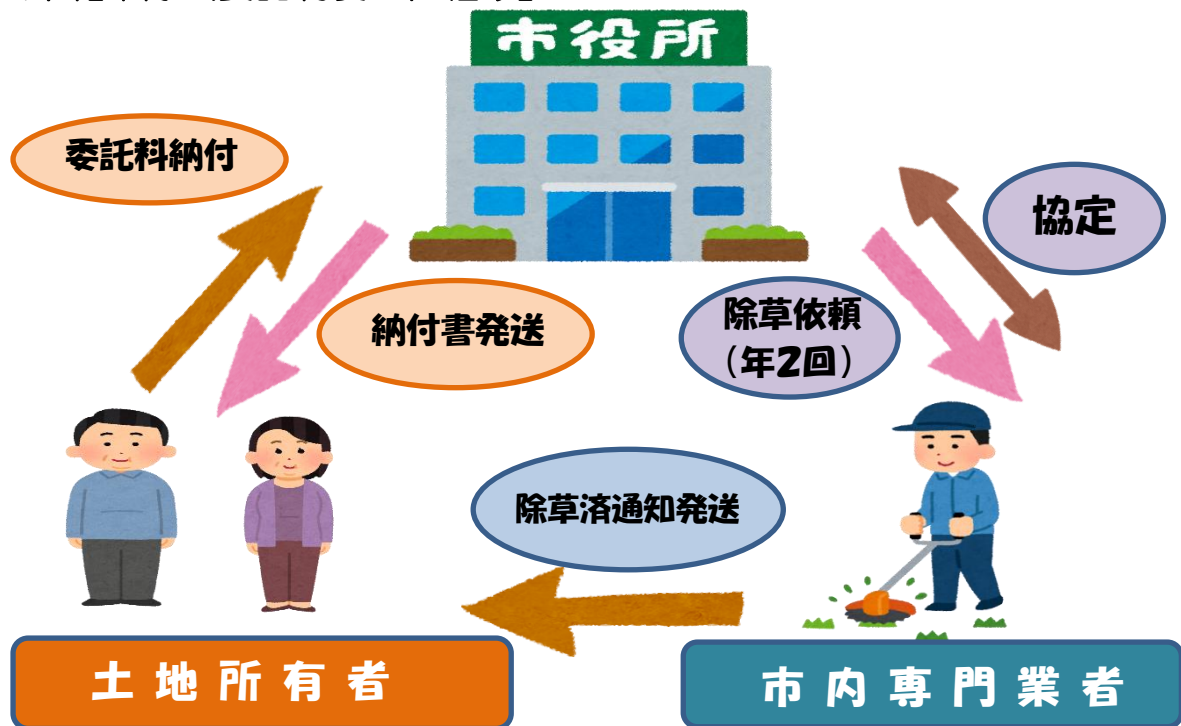 市役所
委託料納付
協定
納付書発送
除草依頼
（年2回）
除草済通知発送
土地所有者
市内専門業者